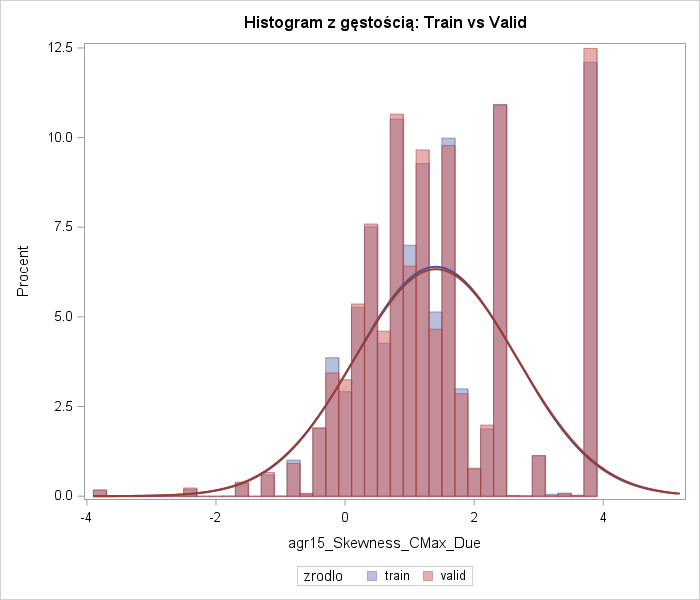 Histogram z gęstością: Train vs Valid
12.5
10.0
7.5
5.0
2.5
0.0
Procent
-4 -2 0 2 4
agr15_Skewness_CMax_Due
zrodlo train valid